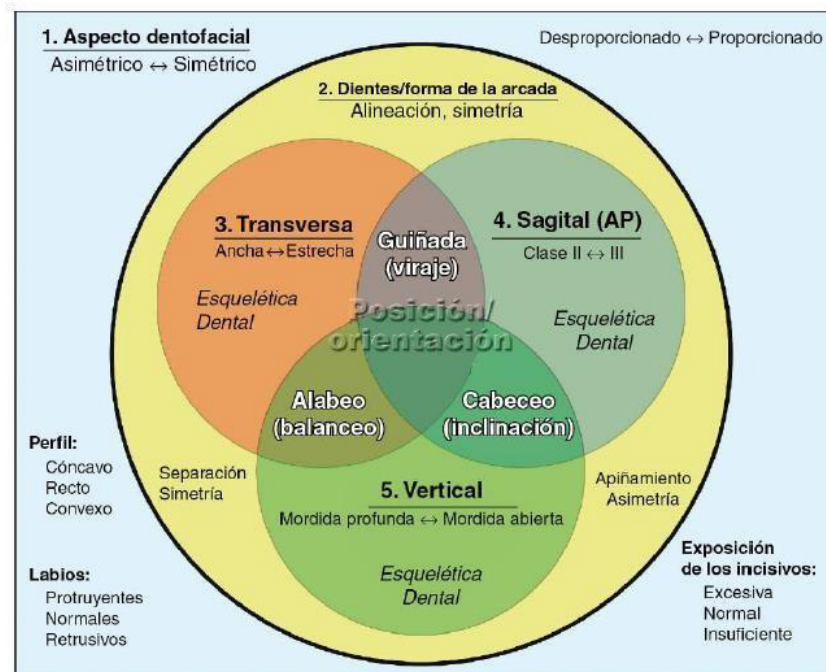 1. Aspecto dentofacial
Asimétrico ↔ Simétrico
Desproporcionado ↔ Proporcionado
2. Dientes/forma de la arcada
Alineación, simetría
3. Transversa
Ancha ↔ Estrecha
Esquelética
Dental
Guiñada
(viraje)
4. Sagital (AP)
Clase II ↔ III
Esquelética
Dental
Posición/
orientación
Alabeo
(balanceo)
Cabeceo
(inclinación)
Perfil:
Cóncavo
Recto
Convexo
Separación
Simetría
5. Vertical
Mordida profunda ↔ Mordida abierta
Esquelética
Dental
Apiñamiento
Asimetría
Labios:
Protruyentes
Normales
Retrusivos
Exposición
de los incisivos:
Excesiva
Normal
Insuficiente